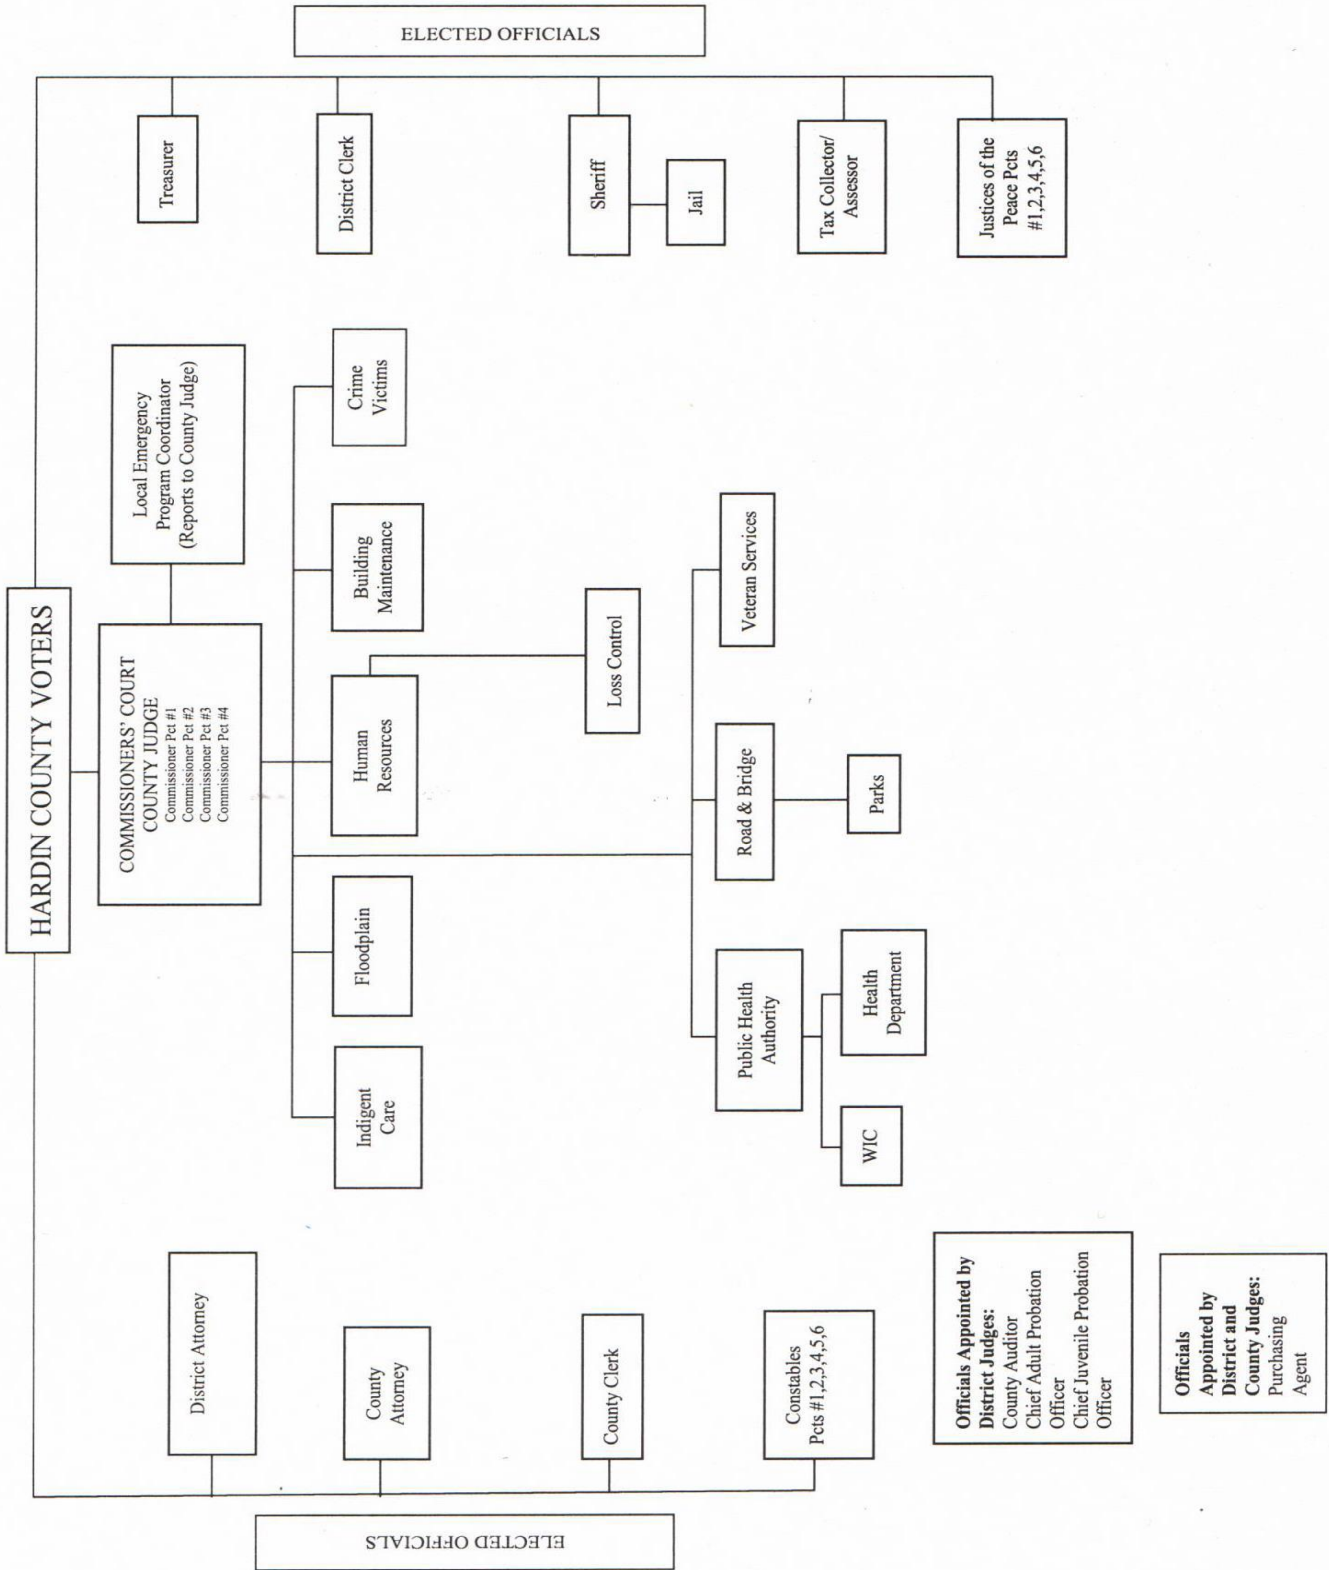 HARDIN COUNTY VOTERS
COMMISSIONERS' COURT
COUNTY JUDGE
Commissioner Pct #1
Commissioner Pct #2
Commissioner Pct #3
Commissioner Pct #4
Local Emergency
Program Coordinator
(Reports to County Judge)
ELECTED OFFICIALS
District Attorney
County
Attorney
County Clerk
Constables
Pcts #1,2,3,4,5,6
Indigent
Care
Floodplain
Human
Resources
Building
Maintenance
Crime
Victims
Loss Control
Public Health
Authority
Road & Bridge
Veteran Services
WIC
Health
Department
Parks
ELECTED OFFICIALS
Treasurer
District Clerk
Sheriff
Jail
Tax Collector/
Assessor
Justices of the
Peace Pcts
#1,2,3,4,5,6
Officials Appointed by
District Judges:
County Auditor
Chief Adult Probation
Officer
Chief Juvenile Probation
Officer
Officials
Appointed by
District and
County Judges:
Purchasing
Agent